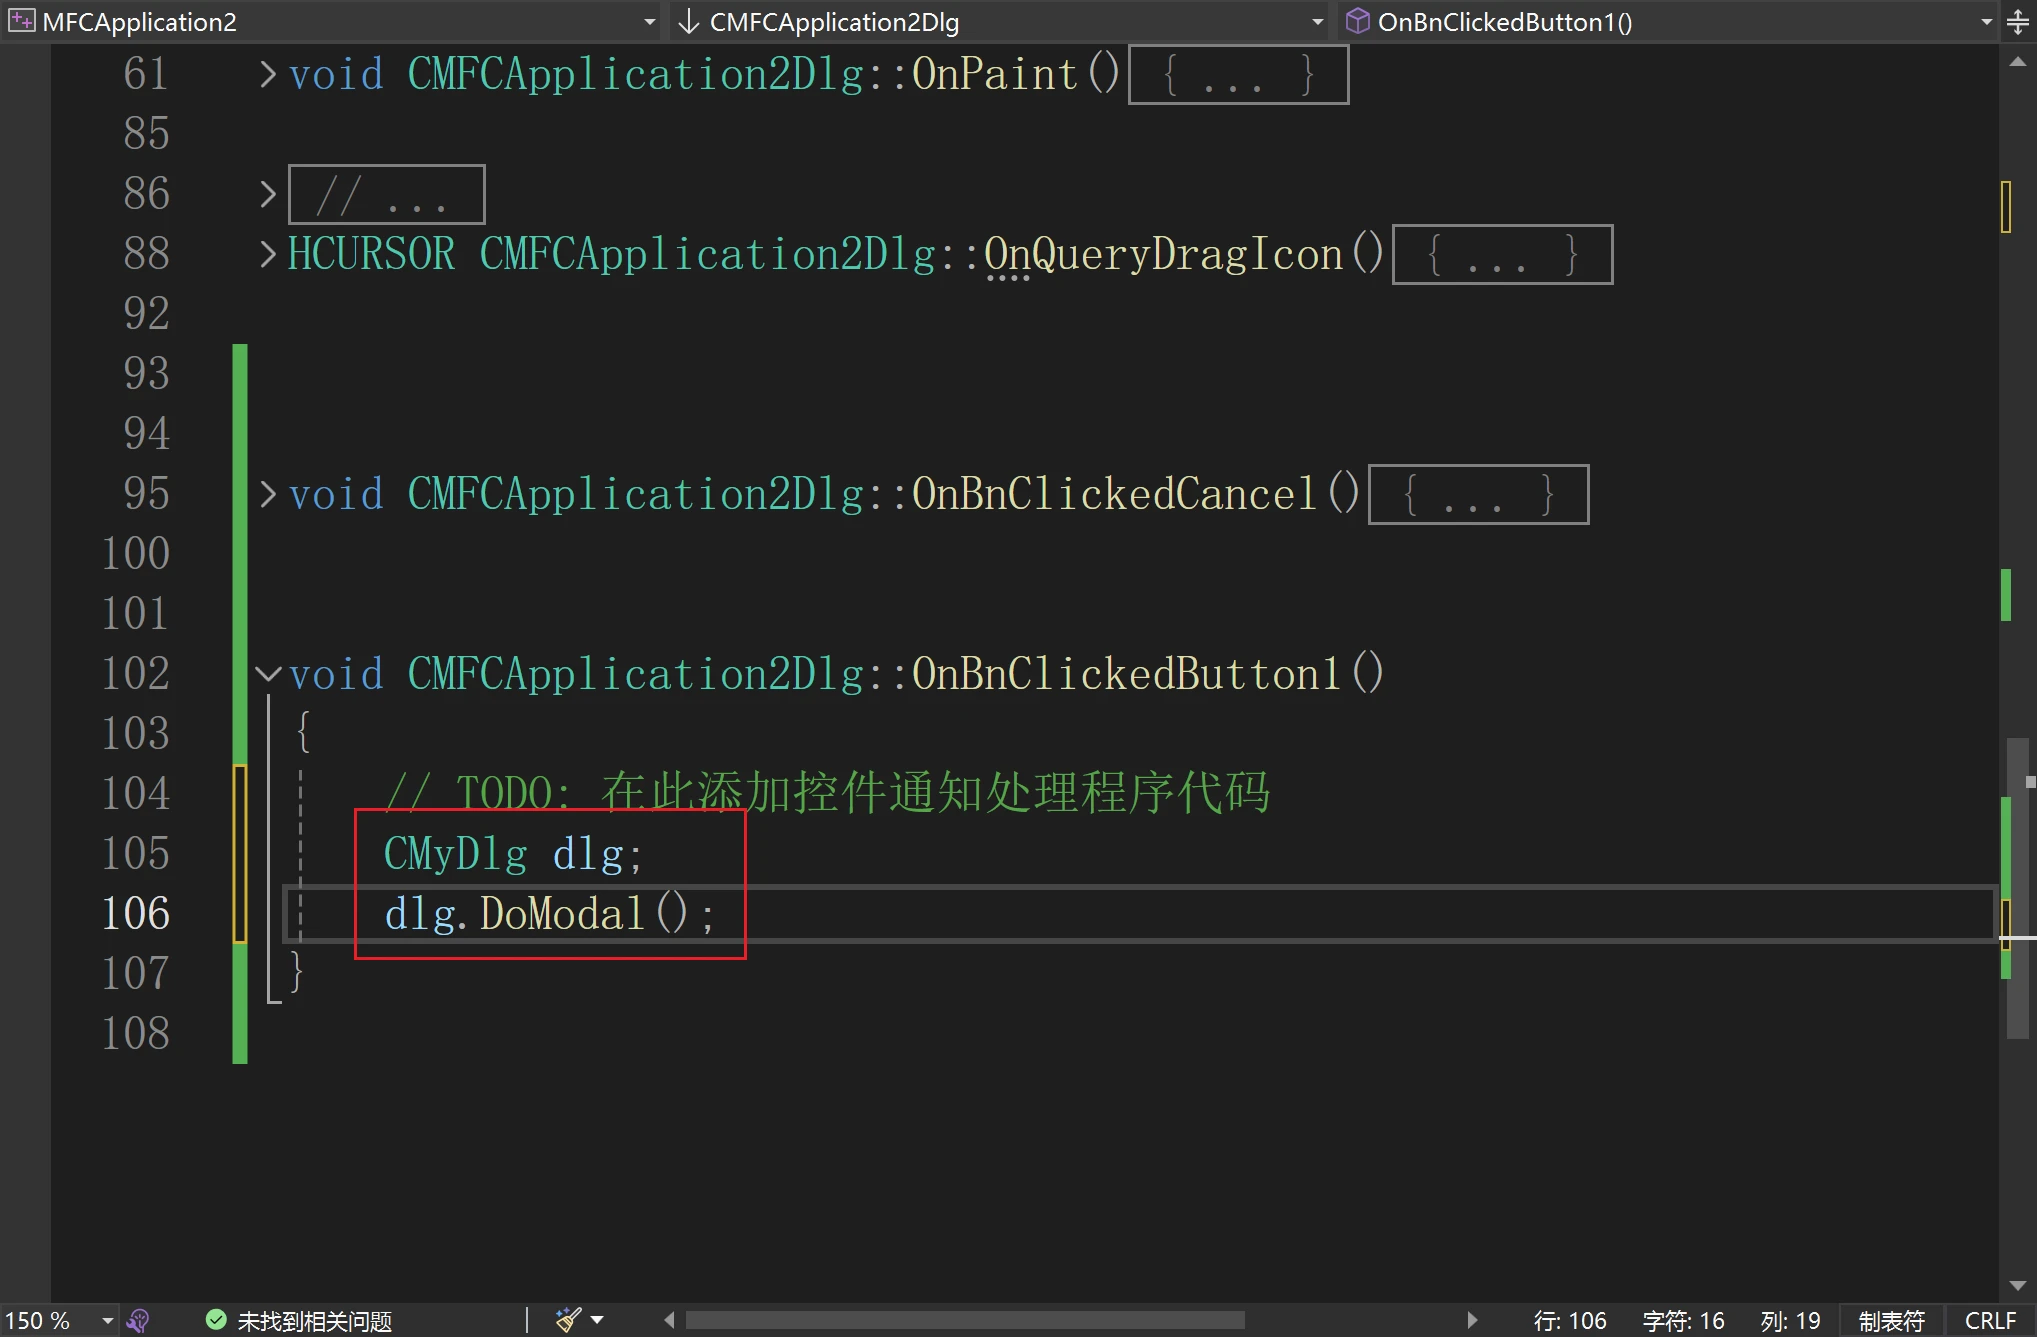 MFCApplication2 CMFCApplication2Dlg OnBnClickedButton1()
61 void CMFCApplication2Dlg::OnPaint() { ... }
85
86 // ...
88 HCURSOR CMFCApplication2Dlg::OnQueryDragIcon() { ... }
92
93
94
95 void CMFCApplication2Dlg::OnBnClickedCancel() { ... }
100
101
102 void CMFCApplication2Dlg::OnBnClickedButton1()
103 {
104 // TODO: 在此添加控件通知处理程序代码
105 CMyDlg dlg;
106 dlg.DoModal();
107 }
108
150 % 未找到相关问题 行: 106 字符: 16 列: 19 制表符 CRLF